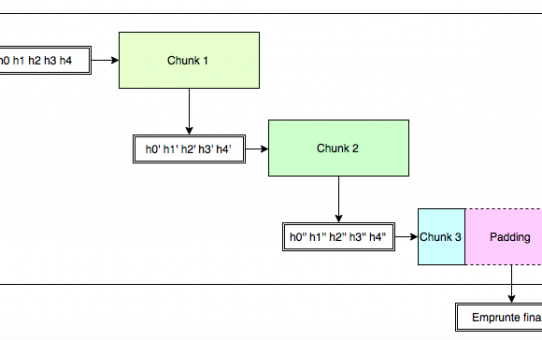 h0 h1 h2 h3 h4
Chunk 1
h0' h1' h2' h3' h4'
Chunk 2
h0'' h1'' h2'' h3'' h4''
Chunk 3
Padding
Emprunte fina